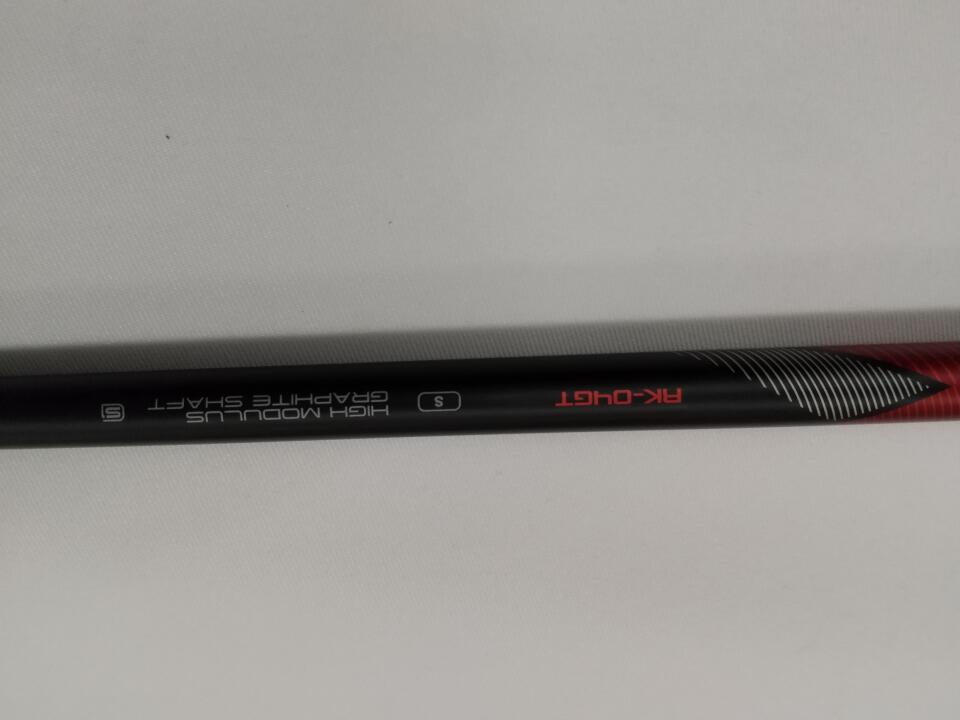 AK-04GT
S
HIGH MODULUS
GRAPHITE SHAFT
S